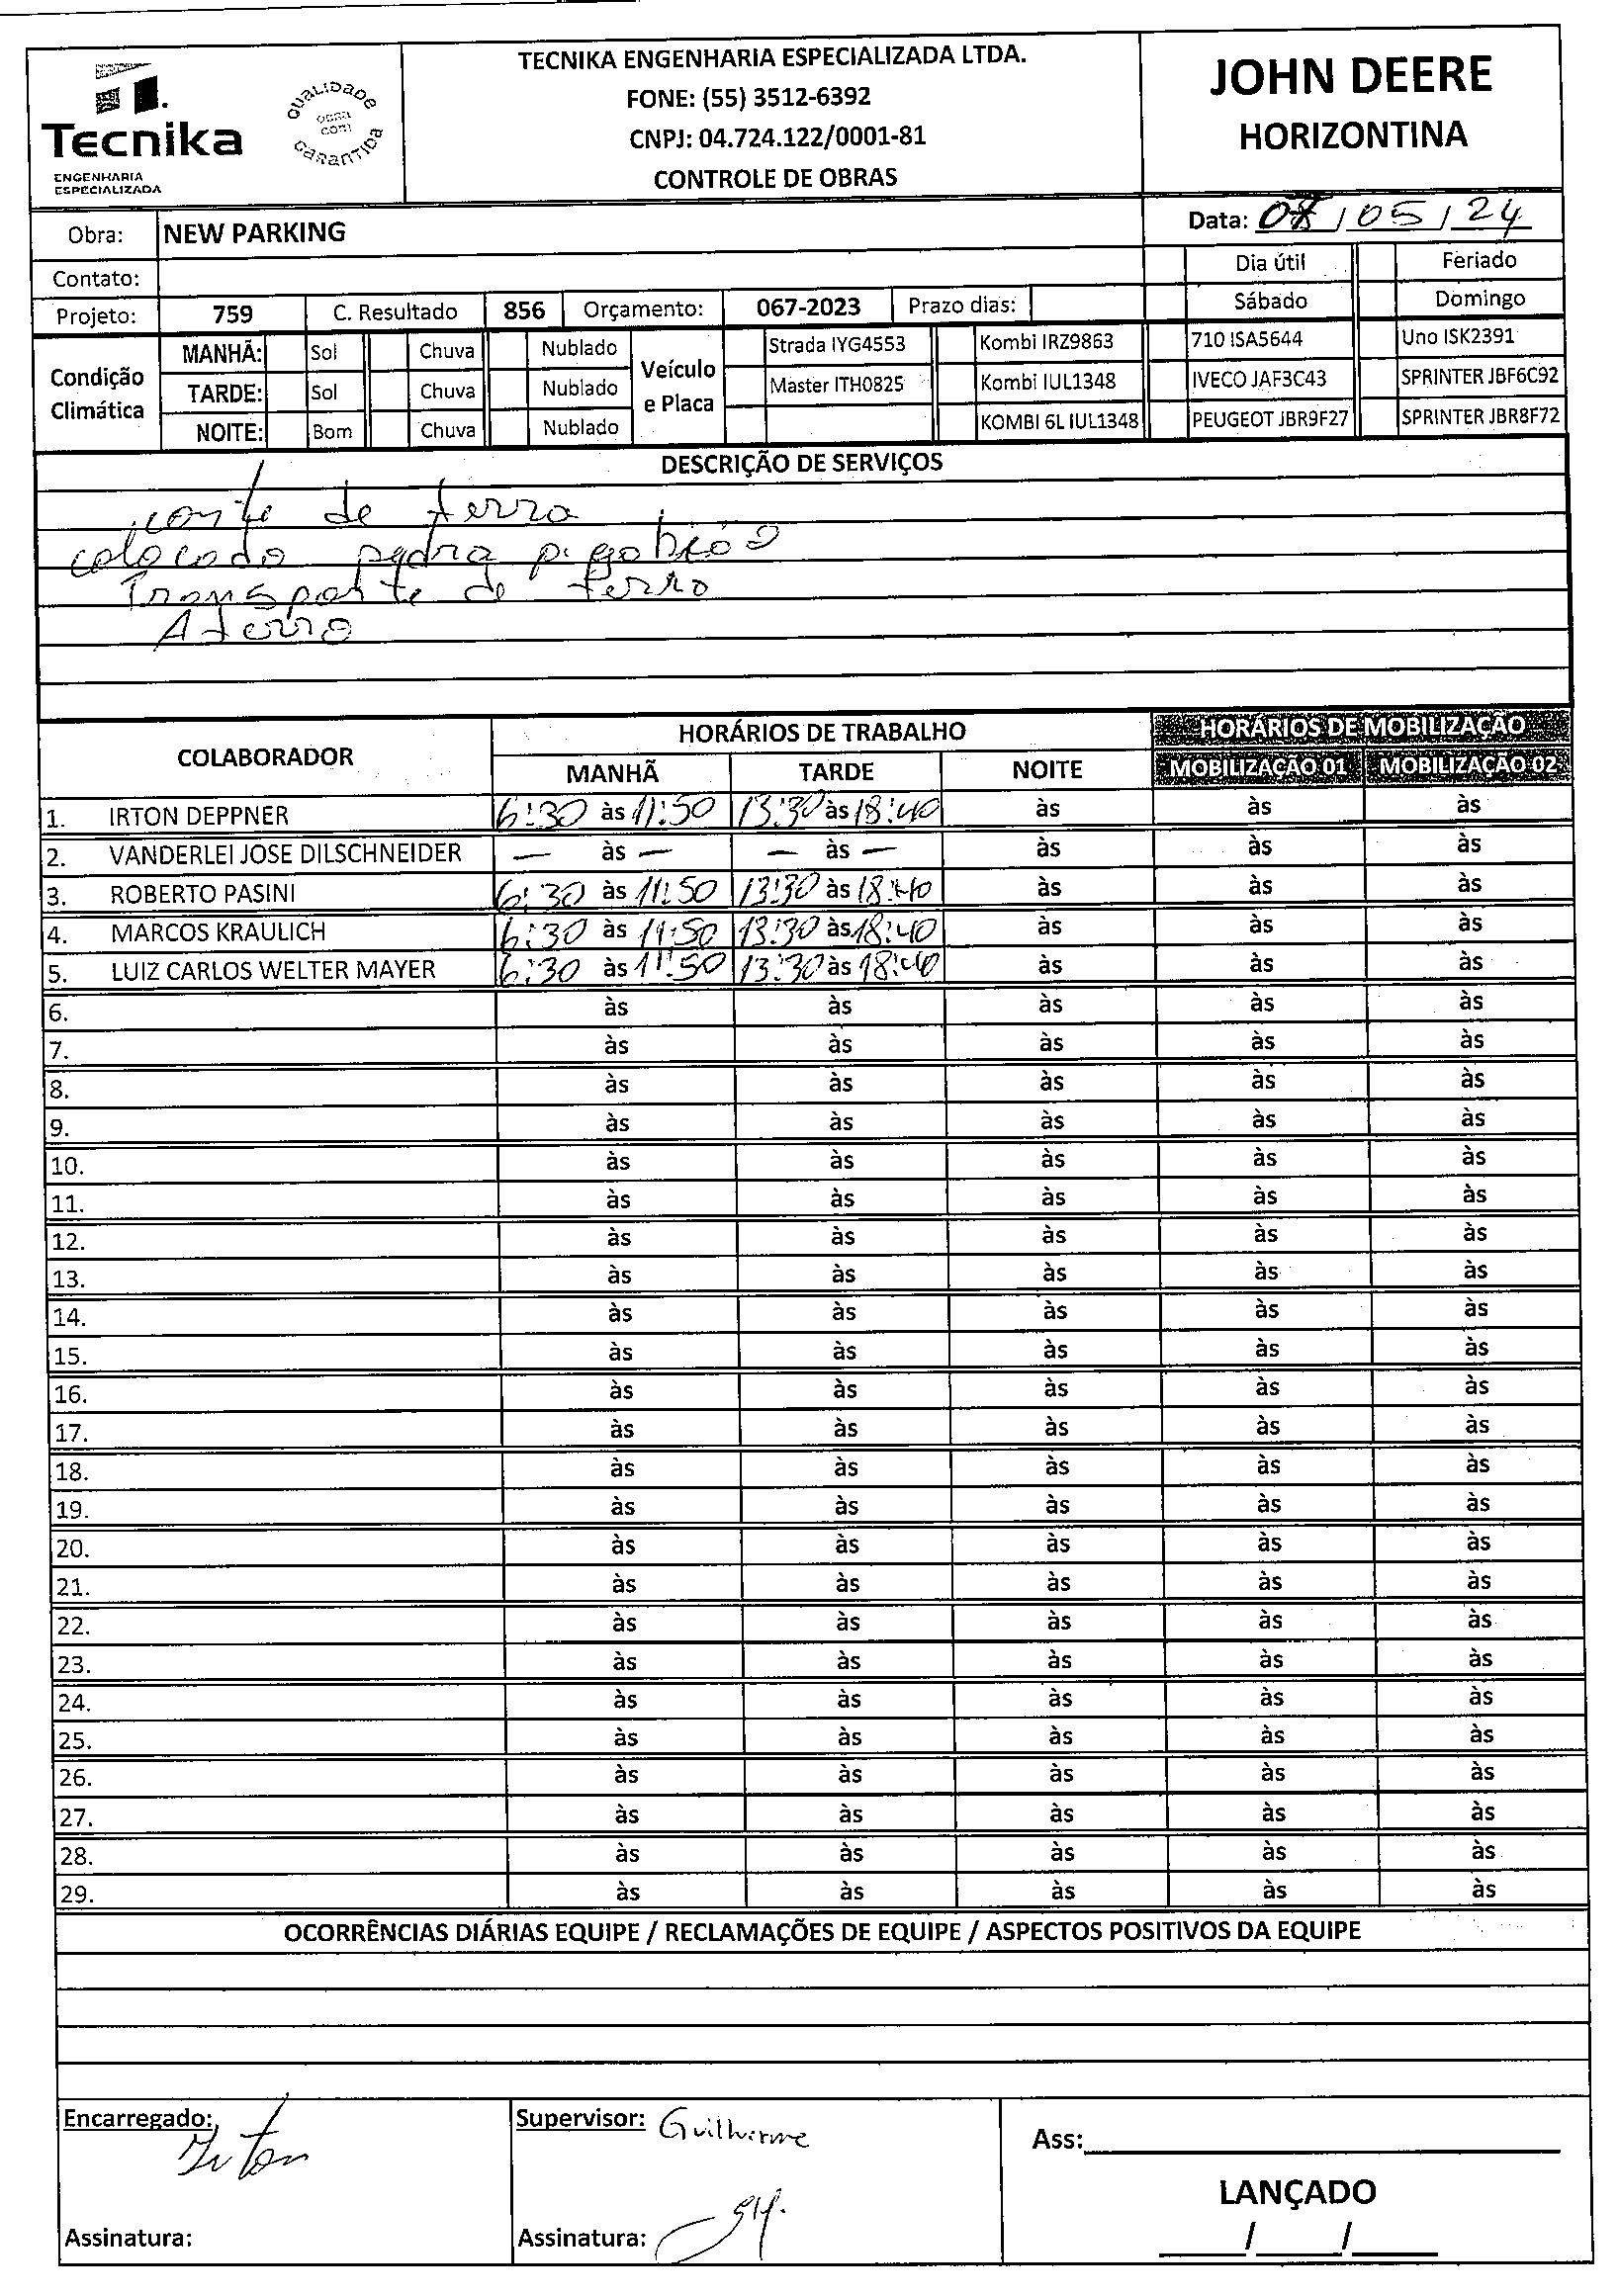 TECNIKA ENGENHARIA ESPECIALIZADA LTDA.
FONE: (55) 3512-6392
CNPJ: 04.724.122/0001-81
CONTROLE DE OBRAS
Tecnika
ENGENHARIA
ESPECIALIZADA
QUALIDADE
OBRA
COM
GARANTIDA
JOHN DEERE
HORIZONTINA
Obra: NEW PARKING
Data: /05/24
Contato:
Dia útil Feriado
Projeto: 759 C. Resultado 856 Orçamento: 067-2023 Prazo dias: Sábado Domingo
Condição Climática
MANHÃ: Sol Chuva Nublado
TARDE: Sol Chuva Nublado
NOITE: Bom Chuva Nublado
Veículo e Placa
Strada IYG4553 Kombi IRZ9863 710 ISA5644 Uno ISK2391
Master ITH0825 Kombi IUL1348 IVECO JAF3C43 SPRINTER JBF6C92
KOMBI 6L IUL1348 PEUGEOT JBR9F27 SPRINTER JBR8F72
DESCRIÇÃO DE SERVIÇOS
corte de terra
colocado pedra p. gabião
Transporte de terra
Aterro
COLABORADOR HORÁRIOS DE TRABALHO HORÁRIOS DE MOBILIZAÇÃO
MANHÃ TARDE NOITE MOBILIZAÇÃO 01 MOBILIZAÇÃO 02
1. IRTON DEPPNER 6:30 às 11:50 13:30 às 18:40 às às às
2. VANDERLEI JOSE DILSCHNEIDER — às — — às — às às às
3. ROBERTO PASINI 6:30 às 11:50 13:30 às 18:40 às às às
4. MARCOS KRAULICH 6:30 às 11:50 13:30 às 18:40 às às às
5. LUIZ CARLOS WELTER MAYER 6:30 às 11:50 13:30 às 18:40 às às às
6. às às às às às
7. às às às às às
8. às às às às às
9. às às às às às
10. às às às às às
11. às às às às às
12. às às às às às
13. às às às às às
14. às às às às às
15. às às às às às
16. às às às às às
17. às às às às às
18. às às às às às
19. às às às às às
20. às às às às às
21. às às às às às
22. às às às às às
23. às às às às às
24. às às às às às
25. às às às às às
26. às às às às às
27. às às às às às
28. às às às às às
29. às às às às às
OCORRÊNCIAS DIÁRIAS EQUIPE / RECLAMAÇÕES DE EQUIPE / ASPECTOS POSITIVOS DA EQUIPE
Encarregado: Irton
Supervisor: Guilherme
Ass:
LANÇADO
Assinatura:
Assinatura:
/ /